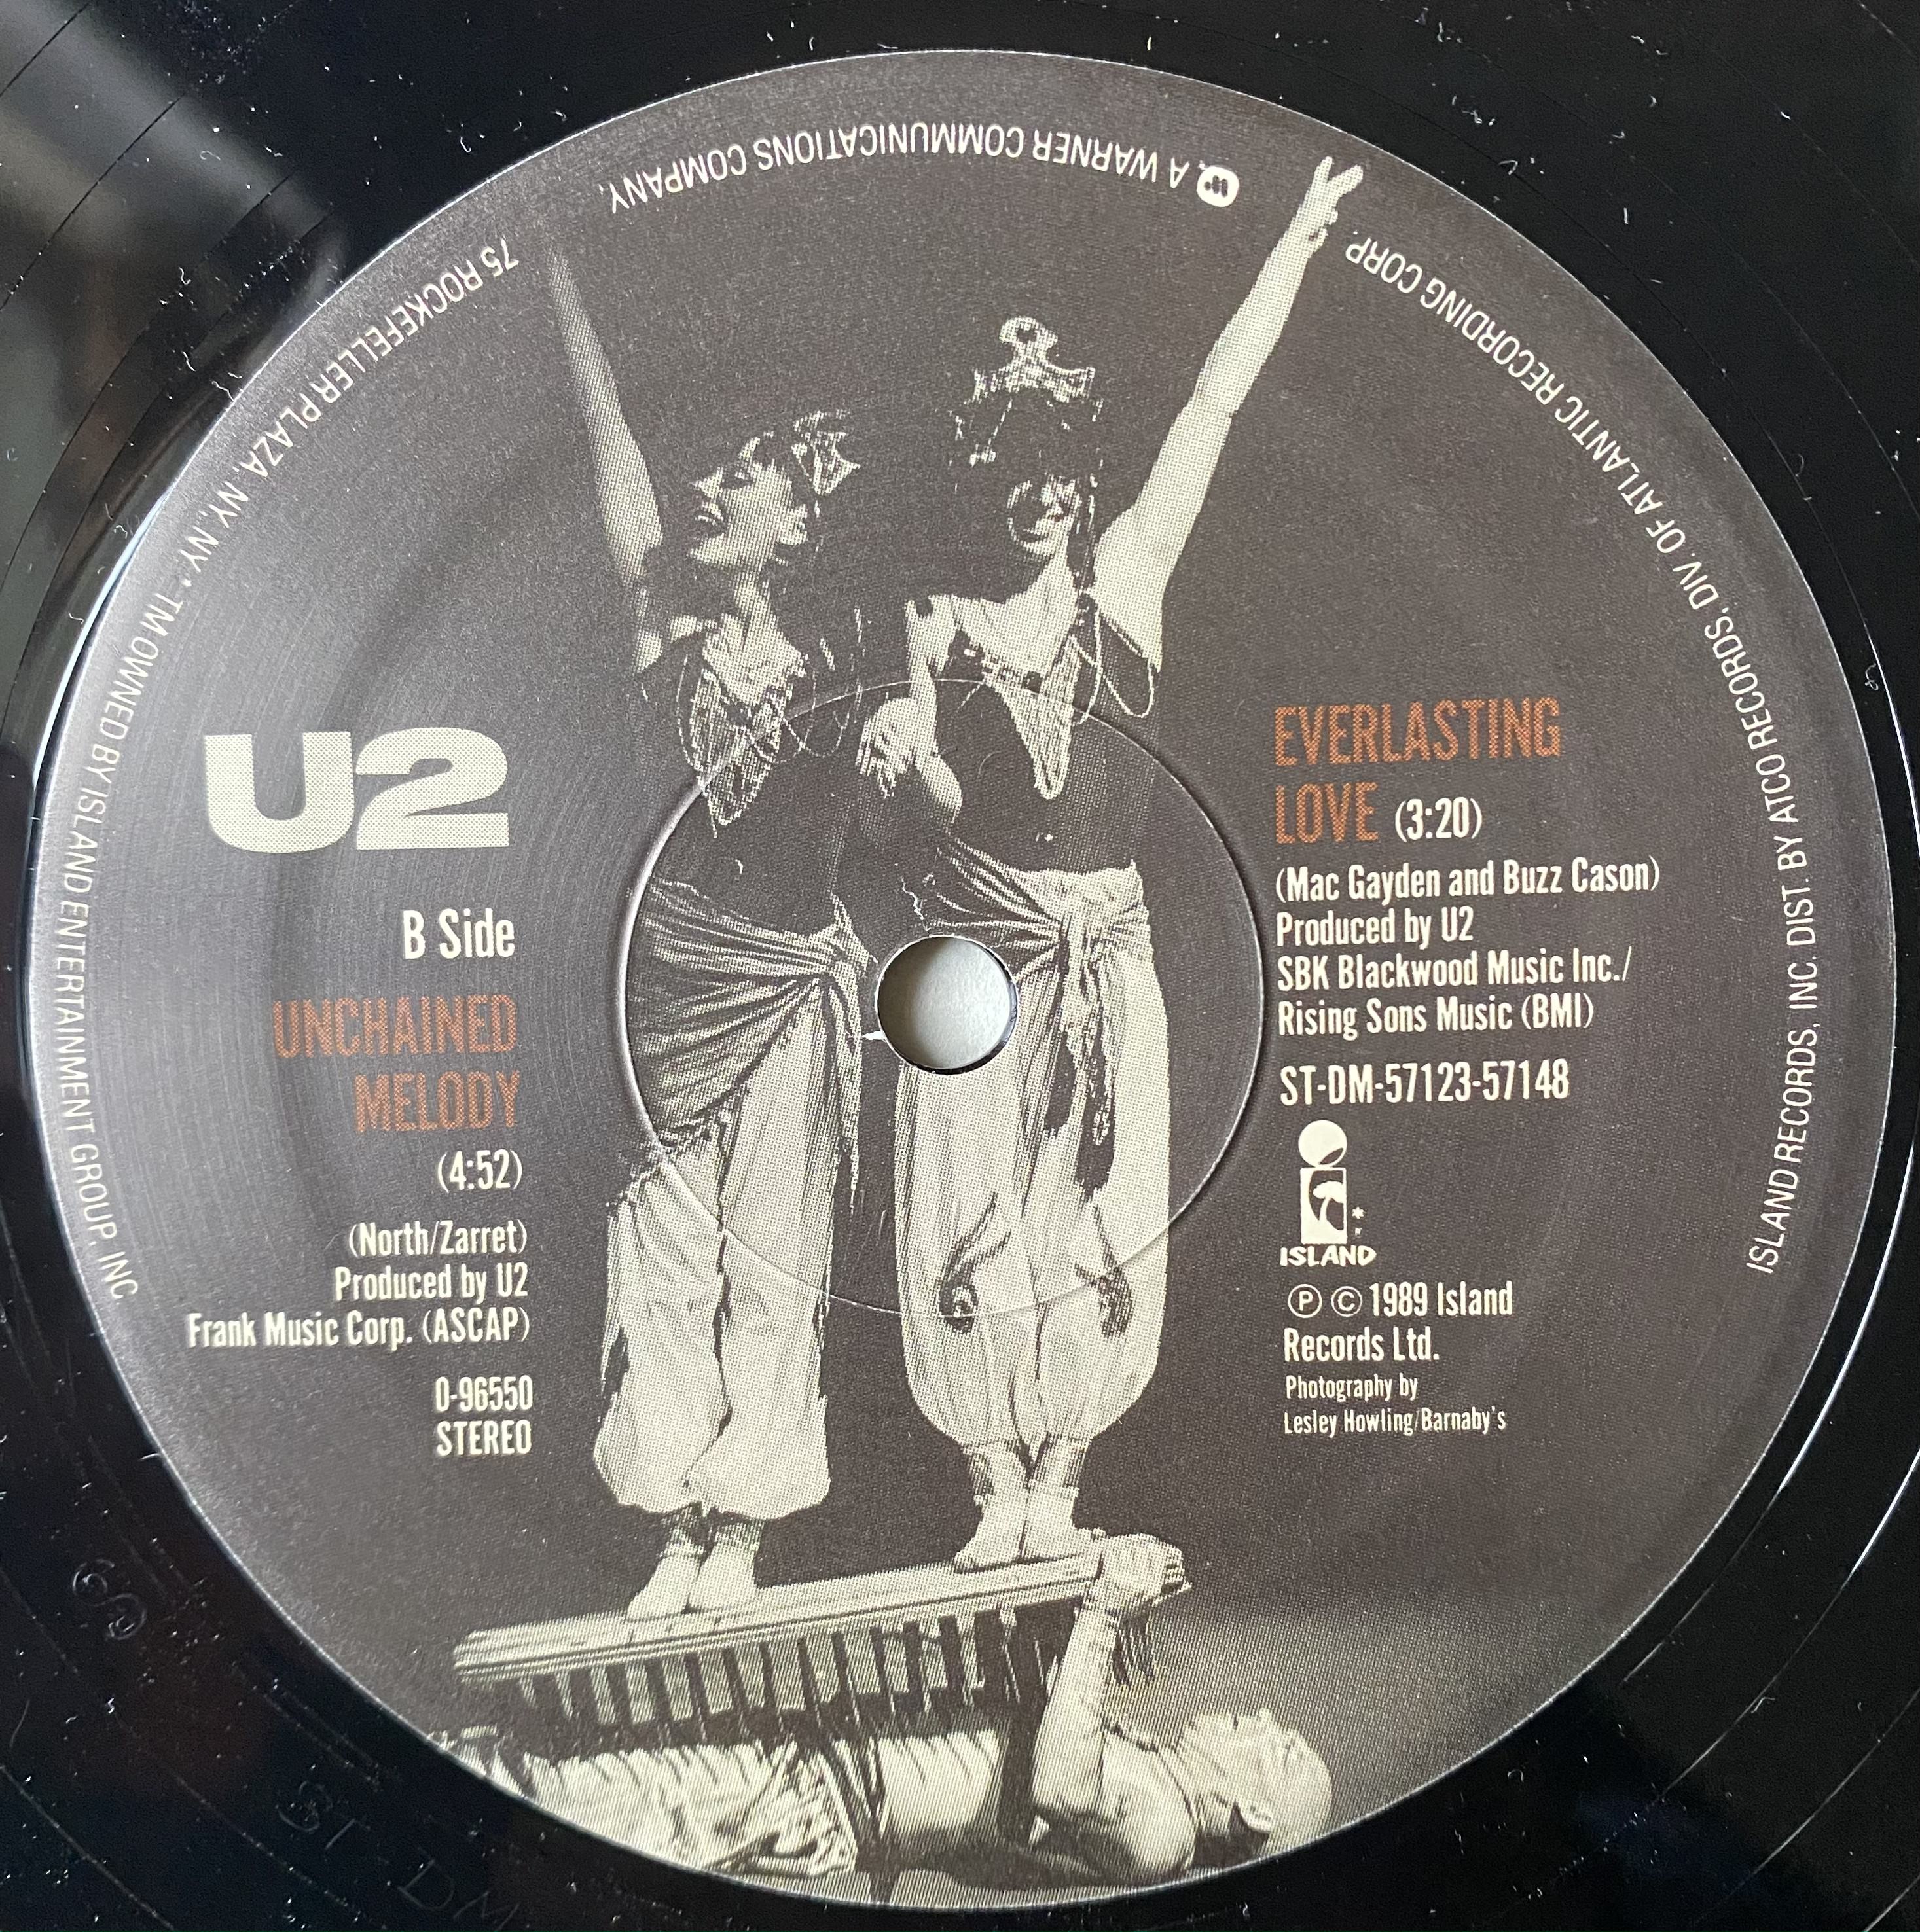 U2
B Side
UNCHAINED
MELODY
(4:52)
(North/Zarret)
Produced by U2
Frank Music Corp. (ASCAP)
0-96550
STEREO
EVERLASTING
LOVE (3:20)
(Mac Gayden and Buzz Cason)
Produced by U2
SBK Blackwood Music Inc./
Rising Sons Music (BMI)
ST-DM-57123-57148
ISLAND
℗ © 1989 Island
Records Ltd.
Photography by
Lesley Howling/Barnaby's
ISLAND RECORDS, INC. DIST. BY ATCO RECORDS, DIV. OF ATLANTIC RECORDING CORP
A WARNER COMMUNICATIONS COMPANY,
75 ROCKEFELLER PLAZA, NY, NY * TM OWNED BY ISLAND ENTERTAINMENT GROUP, INC
ST-DM